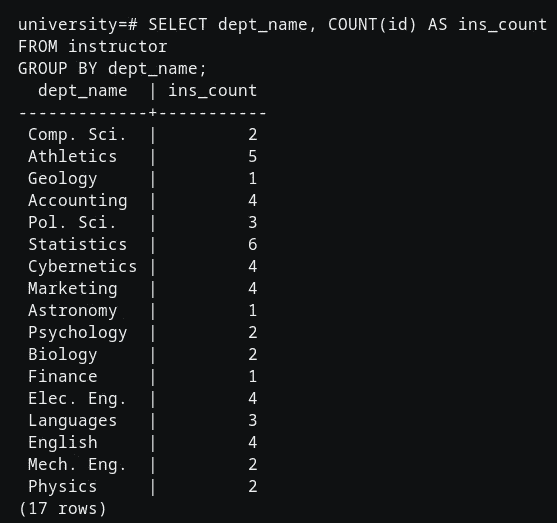 university=# SELECT dept_name, COUNT(id) AS ins_count
FROM instructor
GROUP BY dept_name;
  dept_name  | ins_count
-------------+-----------
 Comp. Sci.  |         2
 Athletics   |         5
 Geology     |         1
 Accounting  |         4
 Pol. Sci.   |         3
 Statistics  |         6
 Cybernetics |         4
 Marketing   |         4
 Astronomy   |         1
 Psychology  |         2
 Biology     |         2
 Finance     |         1
 Elec. Eng.  |         4
 Languages   |         3
 English     |         4
 Mech. Eng.  |         2
 Physics     |         2
(17 rows)